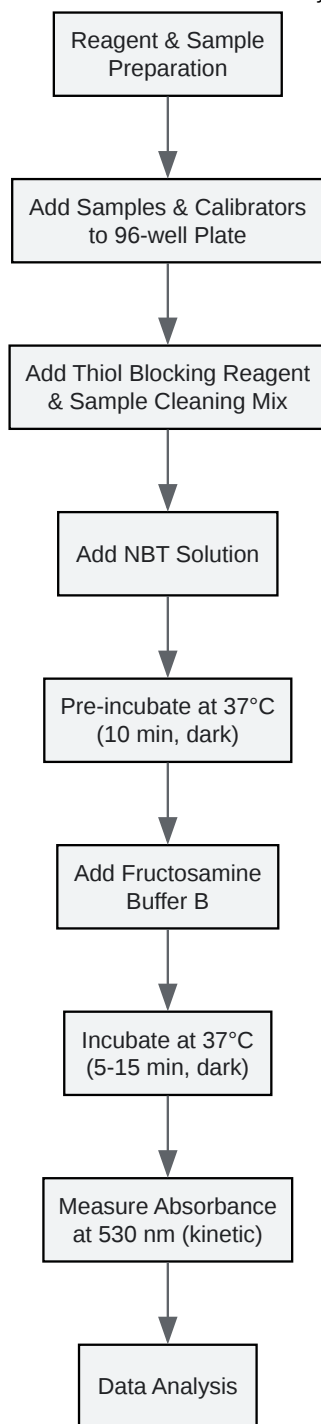 Reagent & Sample
Preparation
Add Samples & Calibrators
to 96-well Plate
Add Thiol Blocking Reagent
& Sample Cleaning Mix
Add NBT Solution
Pre-incubate at 37°C
(10 min, dark)
Add Fructosamine
Buffer B
Incubate at 37°C
(5-15 min, dark)
Measure Absorbance
at 530 nm (kinetic)
Data Analysis